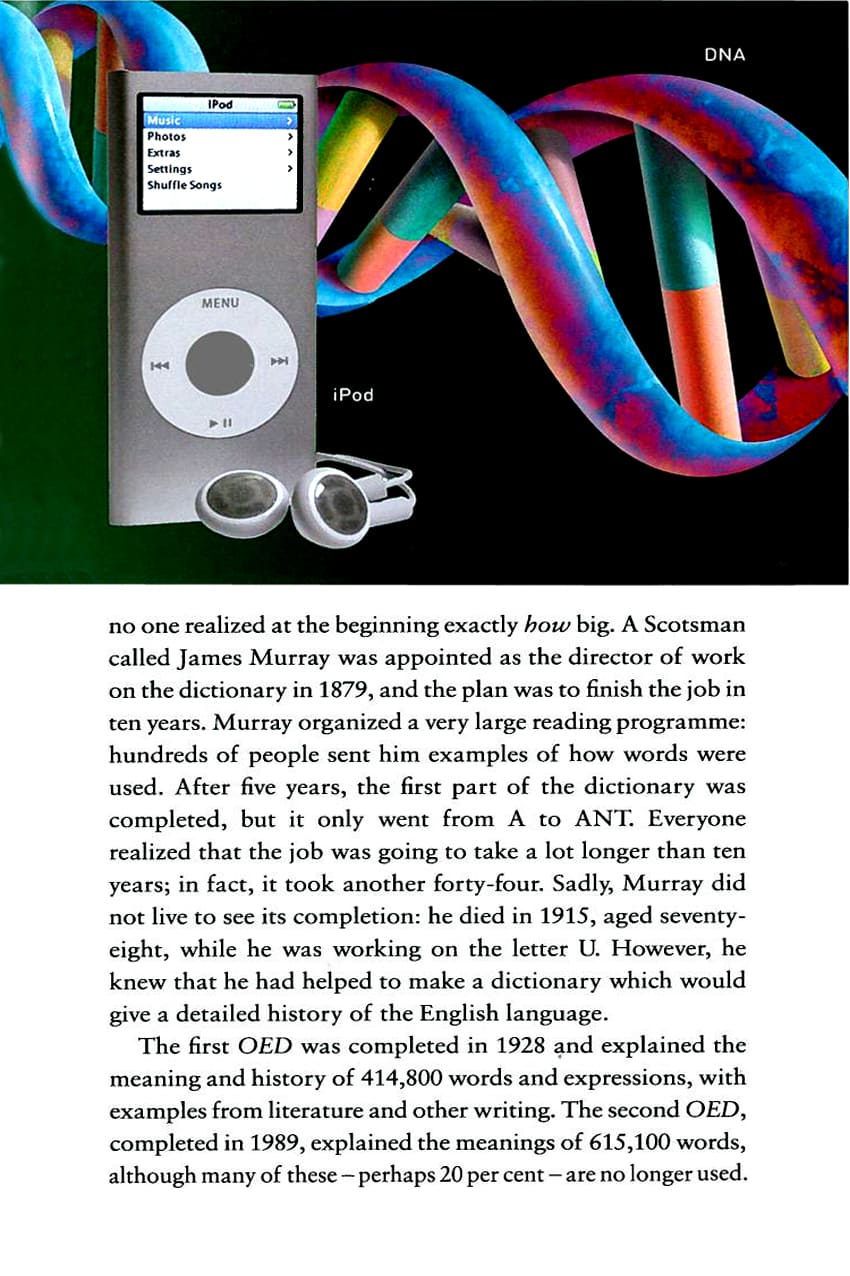 DNA
iPod
Music
Photos
Extras
Settings
Shuffle Songs
MENU
iPod
no one realized at the beginning exactly how big. A Scotsman
called James Murray was appointed as the director of work
on the dictionary in 1879, and the plan was to finish the job in
ten years. Murray organized a very large reading programme:
hundreds of people sent him examples of how words were
used. After five years, the first part of the dictionary was
completed, but it only went from A to ANT. Everyone
realized that the job was going to take a lot longer than ten
years; in fact, it took another forty-four. Sadly, Murray did
not live to see its completion: he died in 1915, aged seventy-
eight, while he was working on the letter U. However, he
knew that he had helped to make a dictionary which would
give a detailed history of the English language.
The first OED was completed in 1928 and explained the
meaning and history of 414,800 words and expressions, with
examples from literature and other writing. The second OED,
completed in 1989, explained the meanings of 615,100 words,
although many of these – perhaps 20 per cent – are no longer used.